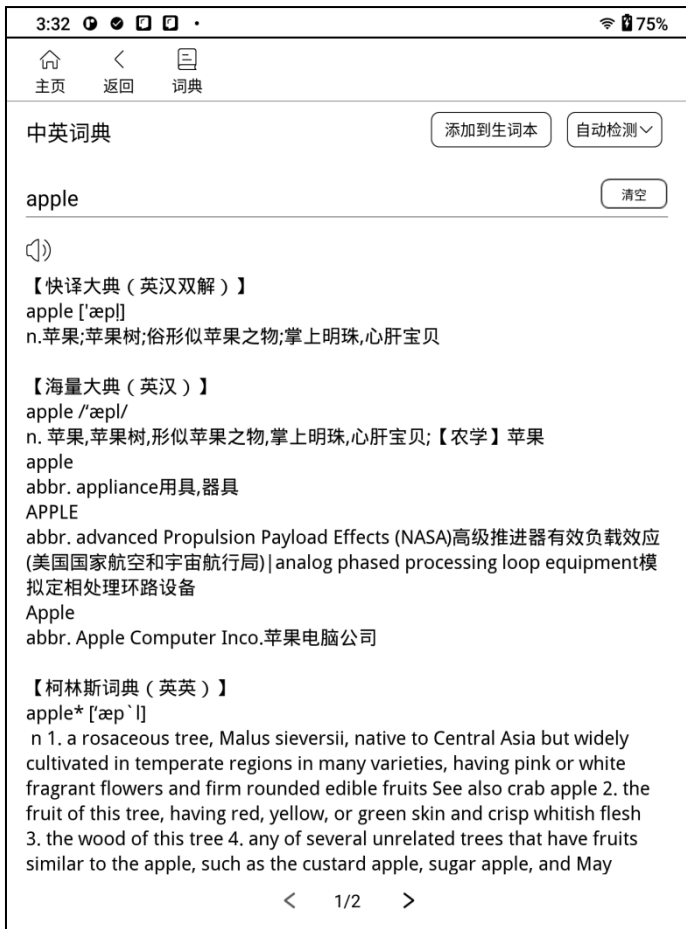 3:32
75%
主页 返回 词典
中英词典
添加到生词本
自动检测
apple
清空
【快译大典（英汉双解）】
apple ['æpl̩]
n.苹果;苹果树;俗形似苹果之物;掌上明珠,心肝宝贝
【海量大典（英汉）】
apple /'æpl/
n. 苹果,苹果树,形似苹果之物,掌上明珠,心肝宝贝;【农学】苹果
apple
abbr. appliance用具,器具
APPLE
abbr. advanced Propulsion Payload Effects (NASA)高级推进器有效负载效应
(美国国家航空和宇宙航行局)|analog phased processing loop equipment模
拟定相处理环路设备
Apple
abbr. Apple Computer Inco.苹果电脑公司
【柯林斯词典（英英）】
apple* ['æp`l]
n 1. a rosaceous tree, Malus sieversii, native to Central Asia but widely
cultivated in temperate regions in many varieties, having pink or white
fragrant flowers and firm rounded edible fruits See also crab apple 2. the
fruit of this tree, having red, yellow, or green skin and crisp whitish flesh
3. the wood of this tree 4. any of several unrelated trees that have fruits
similar to the apple, such as the custard apple, sugar apple, and May
1/2